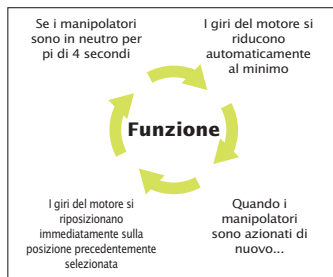 Se i manipolatori
sono in neutro per
pi di 4 secondi
I giri del motore si
riducono
automaticamente
al minimo
Funzione
Quando i
manipolatori
sono azionati di
nuovo...
I giri del motore si
riposizionano
immediatamente sulla
posizione precedentemente
selezionata